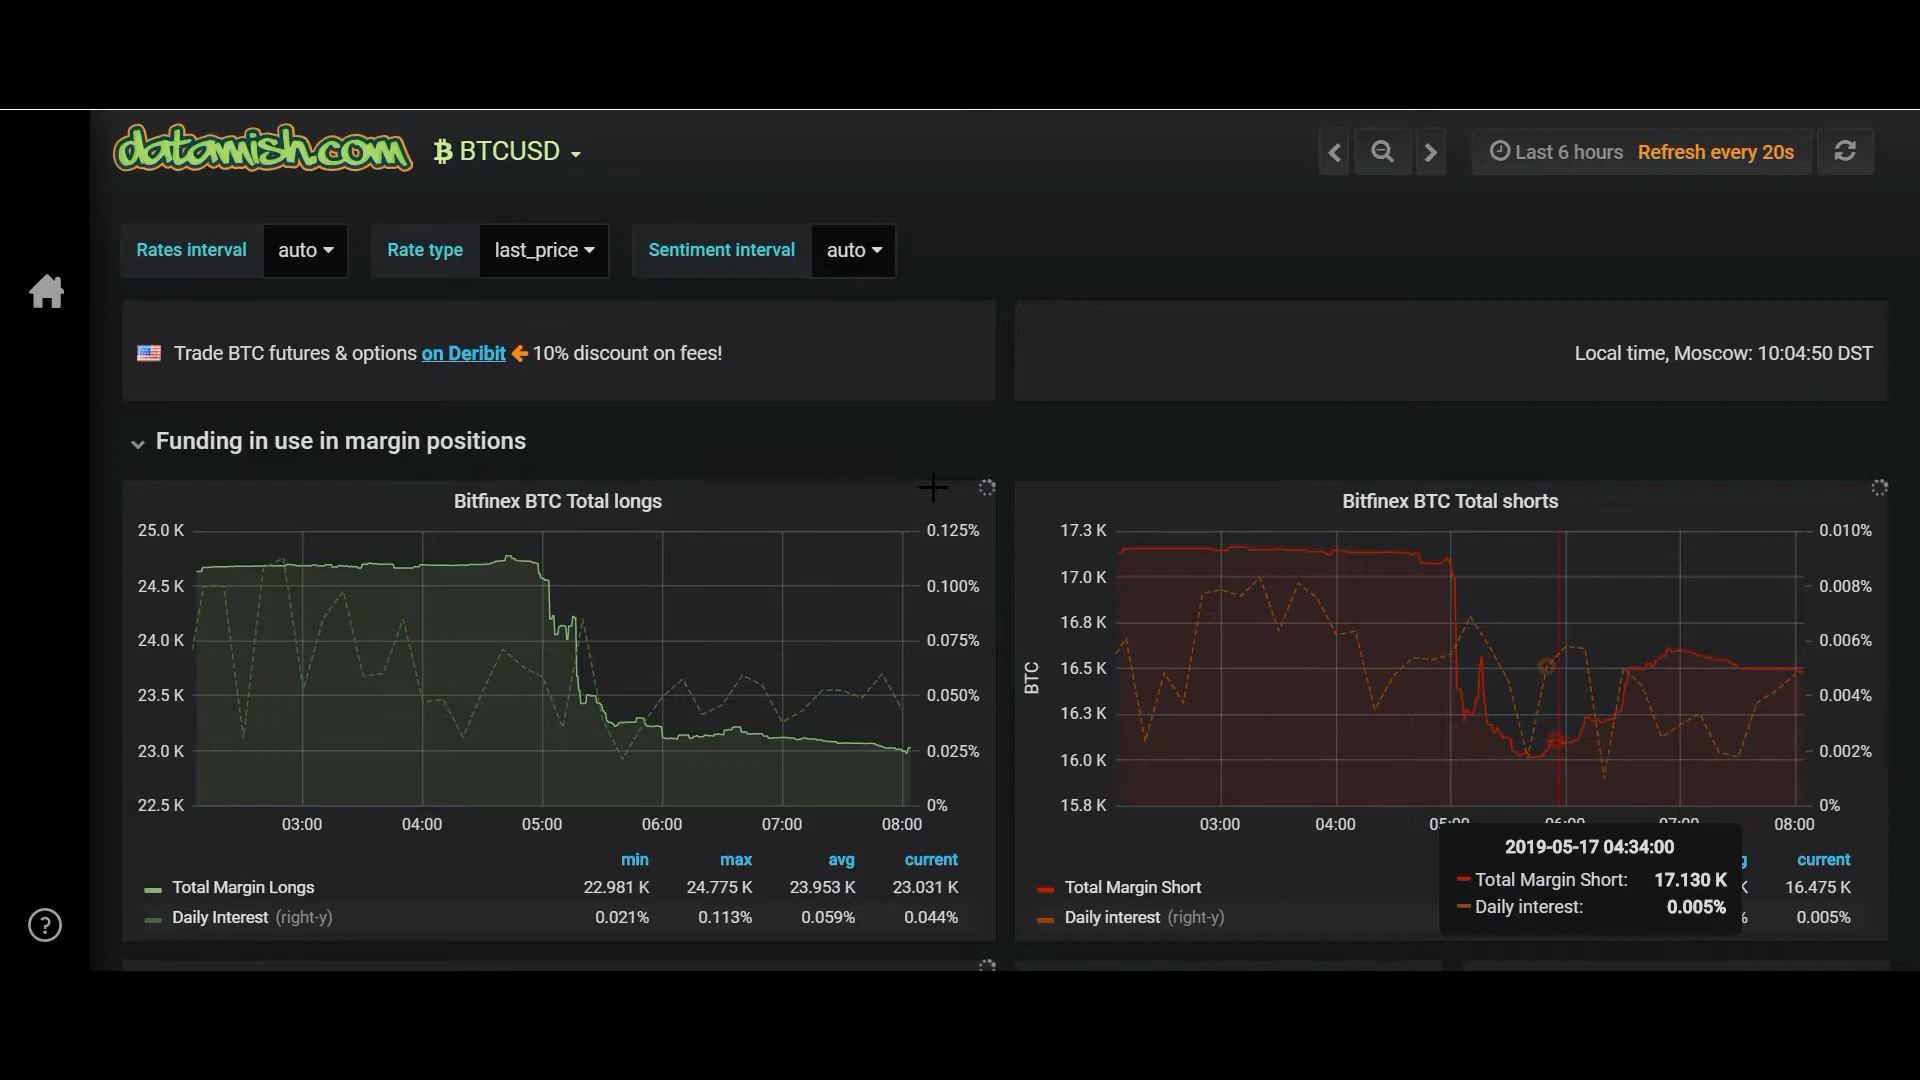 datamish.com BTCUSD
Last 6 hours Refresh every 20s
Rates interval auto Rate type last_price Sentiment interval auto
Trade BTC futures & options on Deribit 10% discount on fees!
Local time, Moscow: 10:04:50 DST
Funding in use in margin positions
Bitfinex BTC Total longs
25.0 K 0.125%
24.5 K 0.100%
24.0 K 0.075%
23.5 K 0.050%
23.0 K 0.025%
22.5 K 0%
03:00 04:00 05:00 06:00 07:00 08:00
min max avg current
Total Margin Longs 22.981 K 24.775 K 23.953 K 23.031 K
Daily Interest (right-y) 0.021% 0.113% 0.059% 0.044%
Bitfinex BTC Total shorts
17.3 K 0.010%
17.0 K 0.008%
16.8 K 0.006%
16.5 K 0.004%
16.3 K 0.002%
16.0 K
15.8 K 0%
BTC
03:00 04:00 05:00 06:00 07:00 08:00
2019-05-17 04:34:00
Total Margin Short: 17.130 K
Daily interest: 0.005%
current
Total Margin Short K 16.475 K
Daily interest (right-y) % 0.005%
?